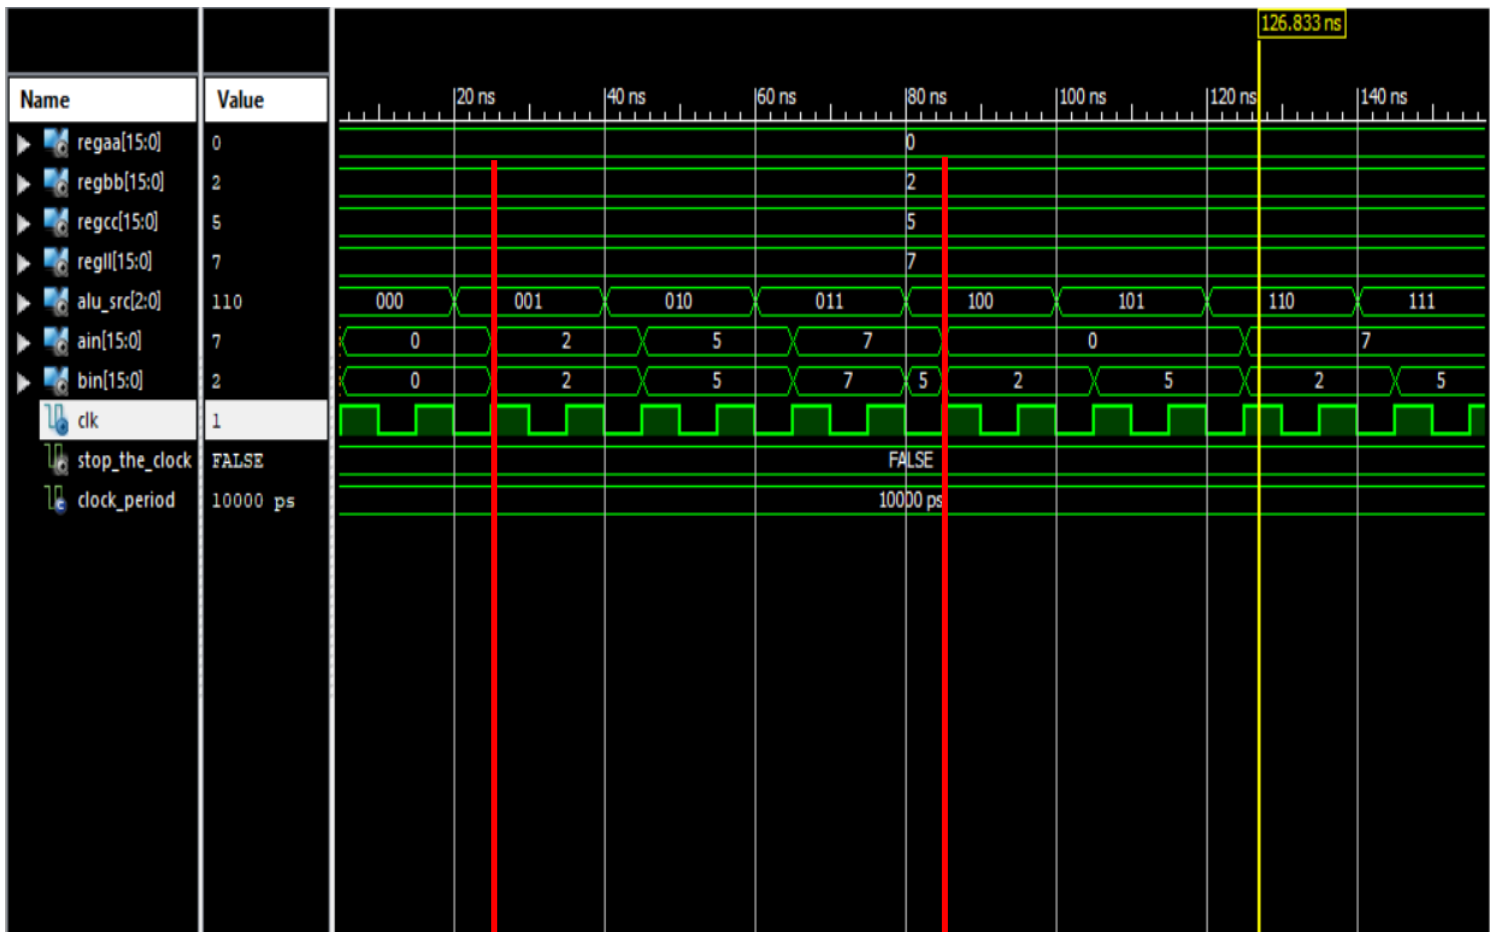 126.833 ns
Name Value 20 ns 40 ns 60 ns 80 ns 100 ns 120 ns 140 ns
regaa[15:0] 0 0
regbb[15:0] 2 2
regcc[15:0] 5 5
regll[15:0] 7 7
alu_src[2:0] 110 000 001 010 011 100 101 110 111
ain[15:0] 7 0 2 5 7 0 7
bin[15:0] 2 0 2 5 7 5 2 5 2 5
clk 1
stop_the_clock FALSE FALSE
clock_period 10000 ps 10000 ps